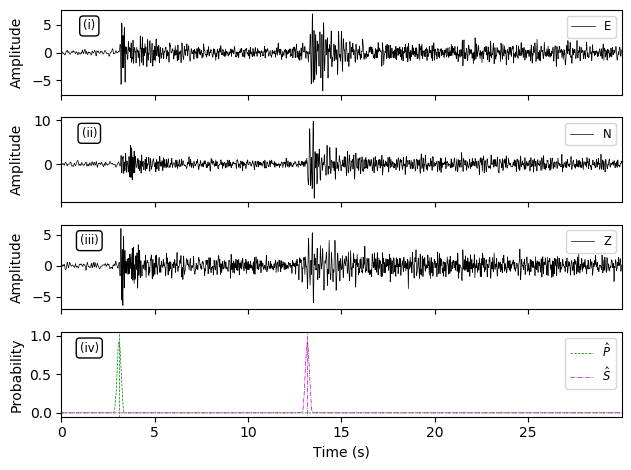 Amplitude
5
0
−5
(i)
E
Amplitude
10
0
(ii)
N
Amplitude
5
0
−5
(iii)
Z
Probability
1.0
0.5
0.0
(iv)
P̂
Ŝ
0 5 10 15 20 25
Time (s)